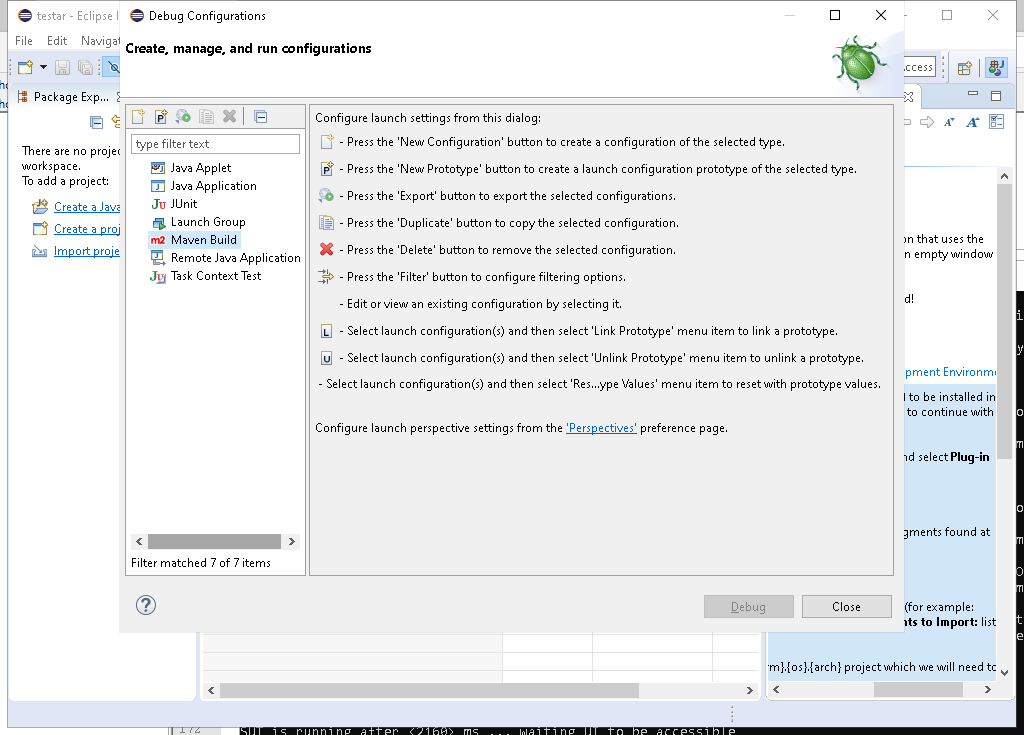 testar - Eclipse I
Debug Configurations
File Edit Navigat
Create, manage, and run configurations
ccess
Package Exp...
There are no projec
workspace.
To add a project:
Create a Java
Create a proj
Import proje
type filter text
Java Applet
Java Application
JUnit
Launch Group
Maven Build
Remote Java Application
Task Context Test
Filter matched 7 of 7 items
Configure launch settings from this dialog:
- Press the 'New Configuration' button to create a configuration of the selected type.
- Press the 'New Prototype' button to create a launch configuration prototype of the selected type.
- Press the 'Export' button to export the selected configurations.
- Press the 'Duplicate' button to copy the selected configuration.
- Press the 'Delete' button to remove the selected configuration.
- Press the 'Filter' button to configure filtering options.
- Edit or view an existing configuration by selecting it.
L - Select launch configuration(s) and then select 'Link Prototype' menu item to link a prototype.
U - Select launch configuration(s) and then select 'Unlink Prototype' menu item to unlink a prototype.
- Select launch configuration(s) and then select 'Res...ype Values' menu item to reset with prototype values.
Configure launch perspective settings from the 'Perspectives' preference page.
Debug
Close
on that uses the
n empty window
d!
pment Environme
to be installed in
to continue with
nd select Plug-in
gments found at
(for example:
nts to Import: list
rm}.{os}.{arch} project which we will need to
172
SUT is running after <2160> ms ... waiting UI to be accessible